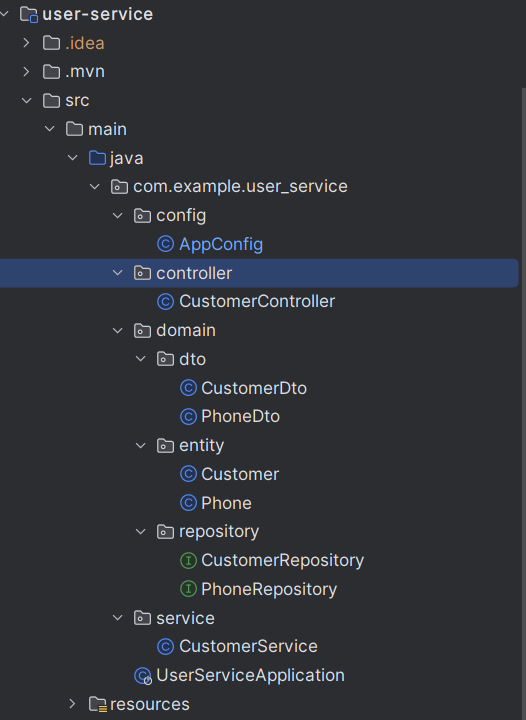 user-service
.idea
.mvn
src
main
java
com.example.user_service
config
AppConfig
controller
CustomerController
domain
dto
CustomerDto
PhoneDto
entity
Customer
Phone
repository
CustomerRepository
PhoneRepository
service
CustomerService
UserServiceApplication
resources